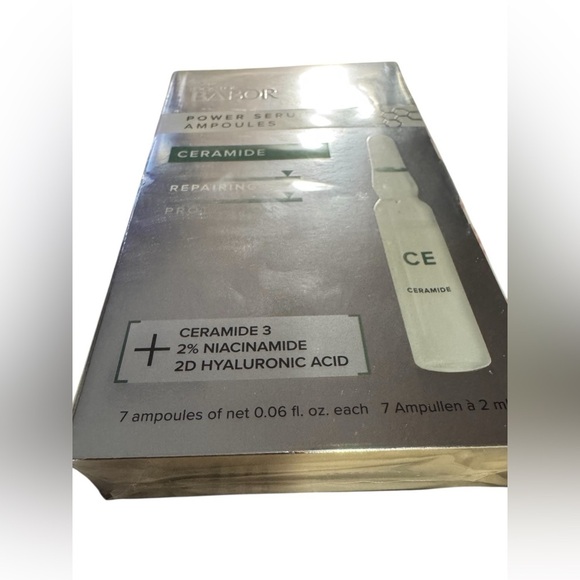 BABOR
POWER SERU
AMPOULES
CERAMIDE
REPAIRING
CE
CERAMIDE
+ CERAMIDE 3
2% NIACINAMIDE
2D HYALURONIC ACID
7 ampoules of net 0.06 fl. oz. each 7 Ampullen à 2 m